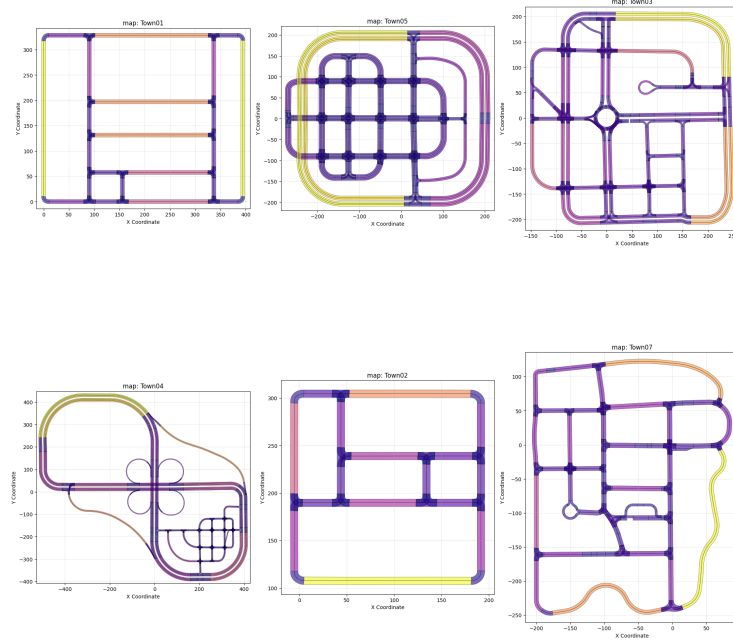 map: Town01
Y Coordinate
300
250
200
150
100
50
0
0 50 100 150 200 250 300 350 400
X Coordinate
map: Town05
Y Coordinate
200
150
100
50
0
−50
−100
−150
−200
−200 −100 0 100 200
X Coordinate
map: Town03
Y Coordinate
200
150
100
50
0
−50
−100
−150
−200
−150 −100 −50 0 50 100 150 200
X Coordinate
map: Town04
Y Coordinate
400
300
200
100
0
−100
−200
−300
−400
−400 −200 0 200 400
X Coordinate
map: Town02
Y Coordinate
300
250
200
150
100
0 50 100 150 200
X Coordinate
map: Town07
Y Coordinate
100
50
0
−50
−100
−150
−200
−250
−200 −150 −100 −50 0 50
X Coordinate